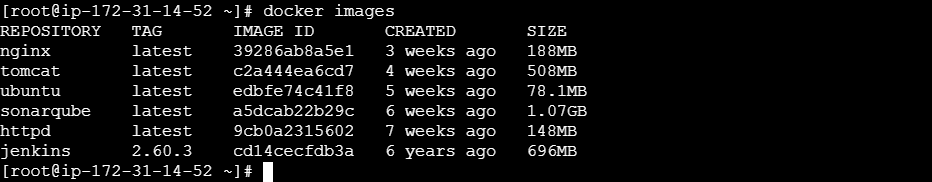 [root@ip-172-31-14-52 ~]# docker images
REPOSITORY   TAG      IMAGE ID       CREATED       SIZE
nginx        latest   39286ab8a5e1   3 weeks ago   188MB
tomcat       latest   c2a444ea6cd7   4 weeks ago   508MB
ubuntu       latest   edbfe74c41f8   5 weeks ago   78.1MB
sonarqube    latest   a5dcab22b29c   6 weeks ago   1.07GB
httpd        latest   9cb0a2315602   7 weeks ago   148MB
jenkins      2.60.3   cd14cecfdb3a   6 years ago   696MB
[root@ip-172-31-14-52 ~]#